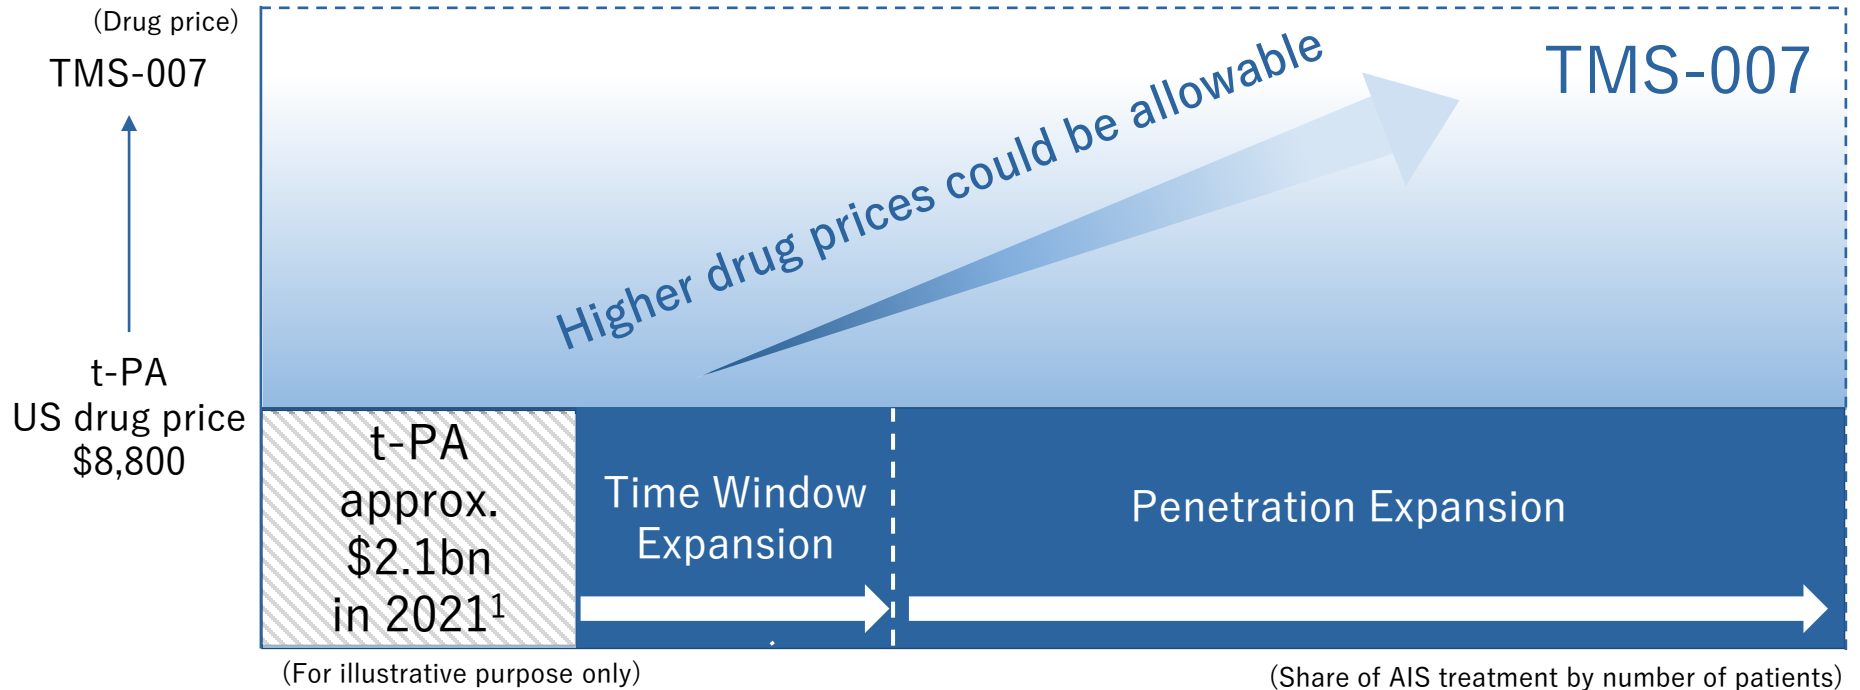 (Drug price)
TMS-007
t-PA
US drug price
$8,800
Higher drug prices could be allowable
TMS-007
t-PA
approx.
$2.1bn
in 2021¹
Time Window
Expansion
Penetration Expansion
(For illustrative purpose only)
(Share of AIS treatment by number of patients)